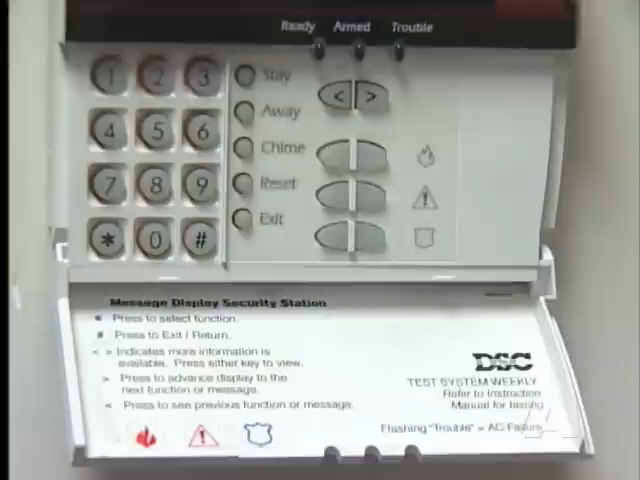 Ready Armed Trouble
1 2 3 Stay
< >
4 5 6 Away
Chime
7 8 9 Reset
* 0 # Exit
Message Display Security Station
* Press to select function.
# Press to Exit / Return.
< > Indicates more information is
available. Press either key to view.
> Press to advance display to the
next function or message.
< Press to see previous function or message.
DSC
TEST SYSTEM WEEKLY
Refer to Instruction
Manual for testing
Flashing "Trouble" = AC Failure